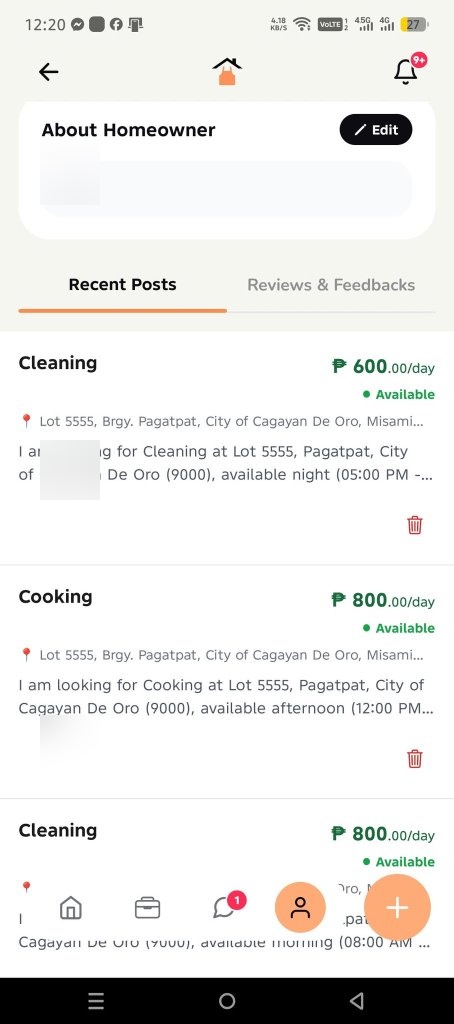 12:20
4.18
KB/S
VoLTE 1 2
4.5G
4G
27
9+
About Homeowner
Edit
Recent Posts
Reviews & Feedbacks
Cleaning
₱ 600.00/day
Available
Lot 5555, Brgy. Pagatpat, City of Cagayan De Oro, Misami...
I for Cleaning at Lot 5555, Pagatpat, City
of De Oro (9000), available night (05:00 PM -...
Cooking
₱ 800.00/day
Available
Lot 5555, Brgy. Pagatpat, City of Cagayan De Oro, Misami...
I am looking for Cooking at Lot 5555, Pagatpat, City of
Cagayan De Oro (9000), available afternoon (12:00 PM...
Cleaning
₱ 800.00/day
Available
1
I
Cagayan De Oro (9000), available morning (08:00 AM ...